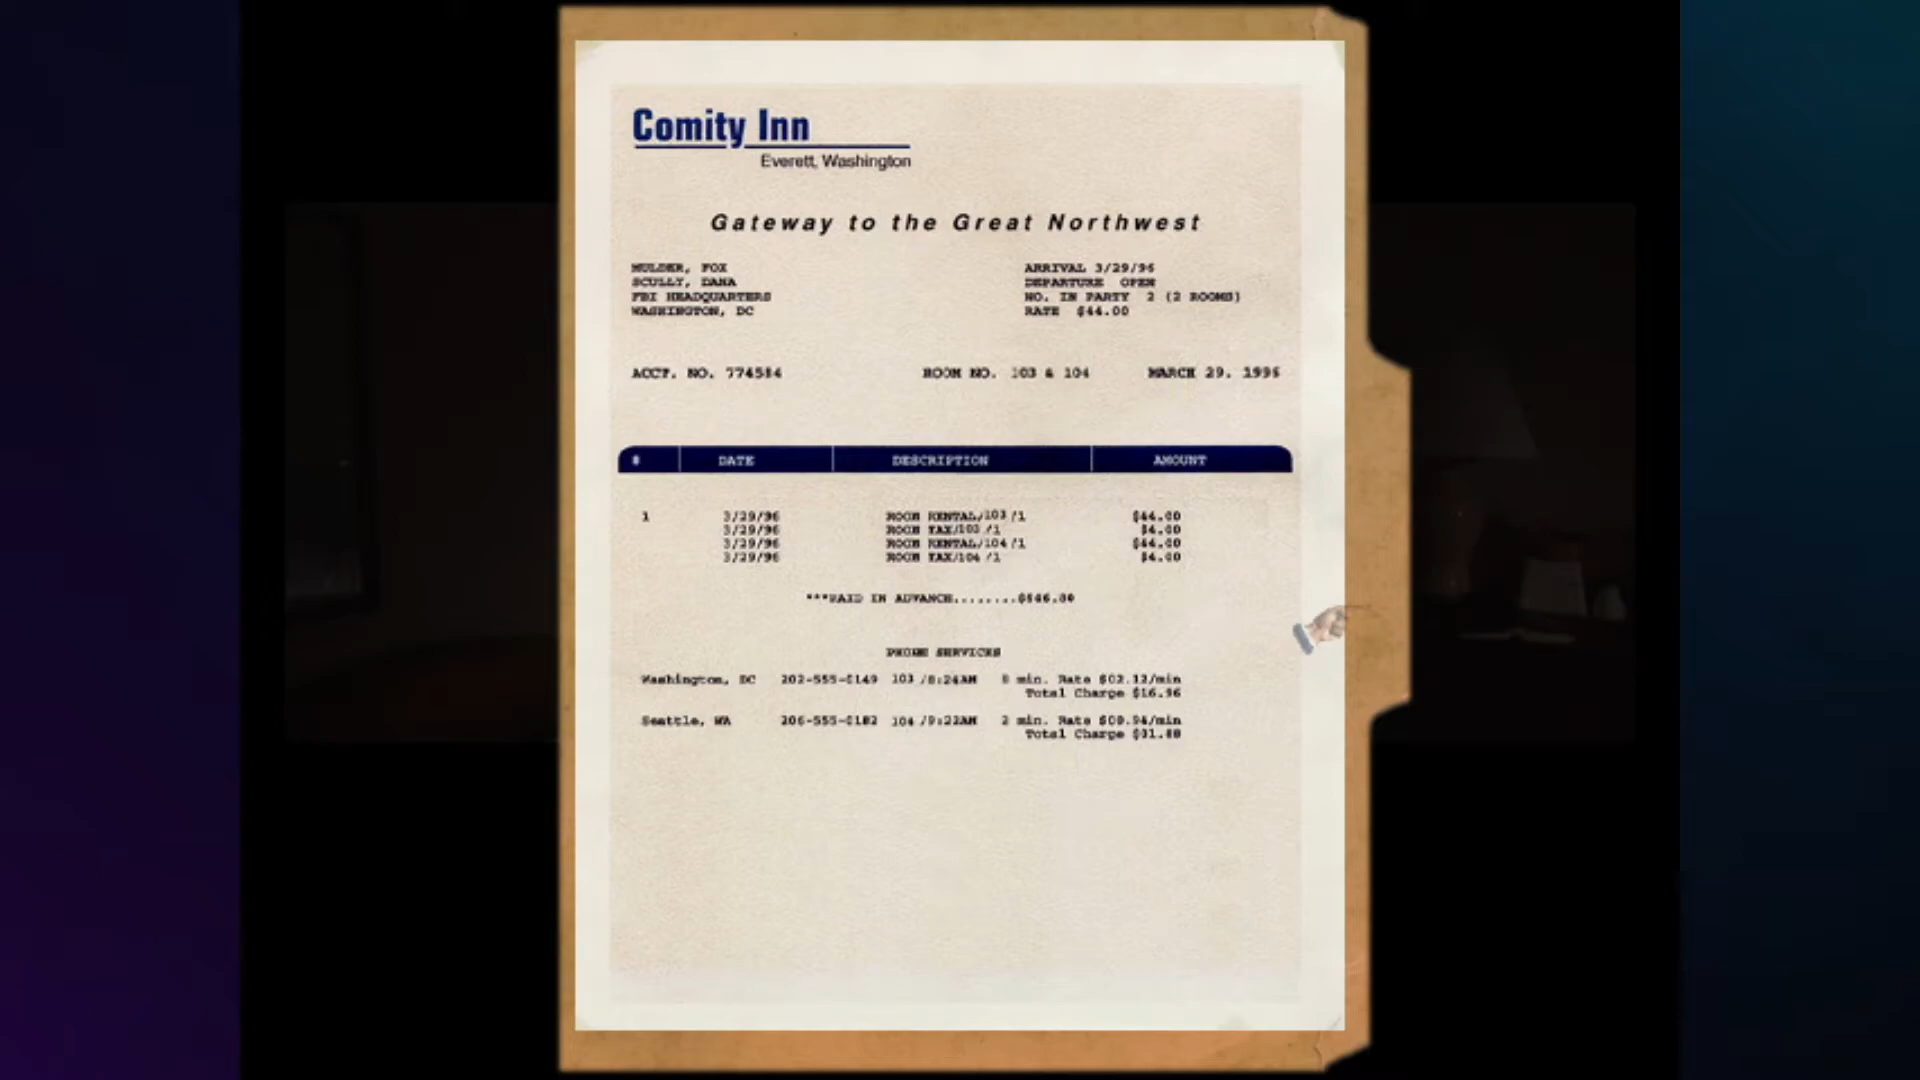 Comity Inn
Everett, Washington
Gateway to the Great Northwest
MULDER, FOX
SCULLY, DANA
FBI HEADQUARTERS
WASHINGTON, DC
ARRIVAL 3/29/96
DEPARTURE OPEN
NO. IN PARTY 2 (2 ROOMS)
RATE $44.00
ACCT. NO. 774584 ROOM NO. 103 & 104 MARCH 29, 1996
# DATE DESCRIPTION AMOUNT
1 3/29/96 ROOM RENTAL/103 /1 $44.00
3/29/96 ROOM TAX/103 /1 $4.00
3/29/96 ROOM RENTAL/104 /1 $44.00
3/29/96 ROOM TAX/104 /1 $4.00
***PAID IN ADVANCE........
PHONE SERVICES
Washington, DC 202-555-0149 103 /8:24AM 8 min. Rate $02.12/min
Total Charge $16.96
Seattle, WA 206-555-0182 104 /9:22AM 2 min. Rate $00.94/min
Total Charge $01.88